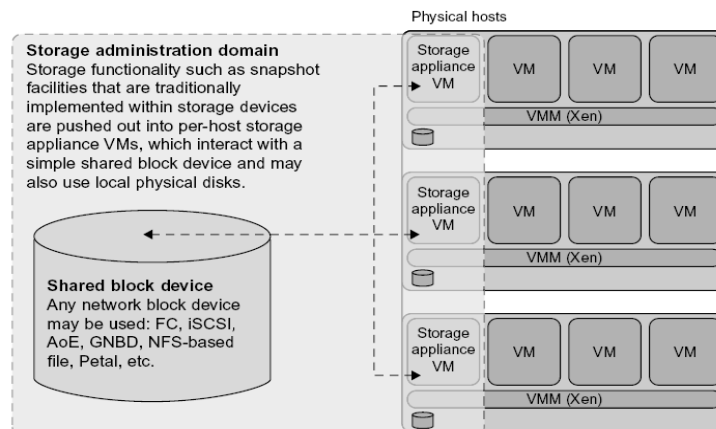 Physical hosts
Storage administration domain
Storage functionality such as snapshot
facilities that are traditionally
implemented within storage devices
are pushed out into per-host storage
appliance VMs, which interact with a
simple shared block device and may
also use local physical disks.
Shared block device
Any network block device
may be used: FC, iSCSI,
AoE, GNBD, NFS-based
file, Petal, etc.
Storage
appliance
VM
VM
VM
VM
VMM (Xen)
Storage
appliance
VM
VM
VM
VM
VMM (Xen)
Storage
appliance
VM
VM
VM
VM
VMM (Xen)